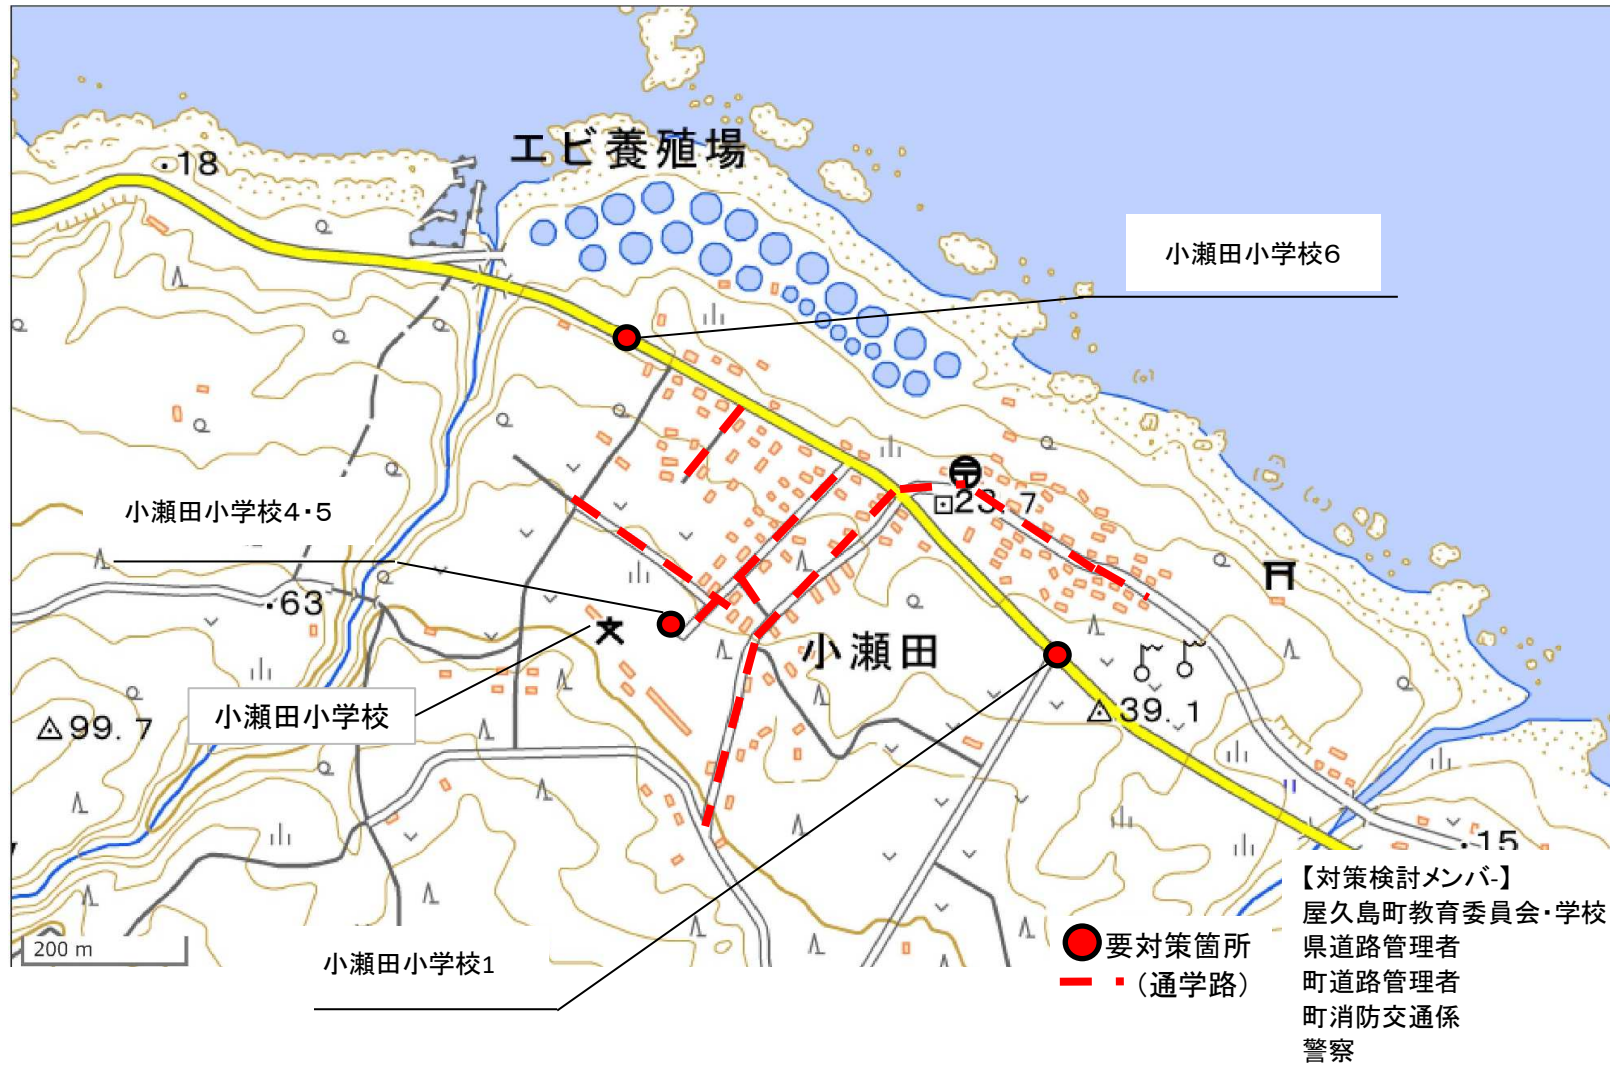 エビ養殖場
・18
小瀬田小学校6
小瀬田小学校4・5
23.7
・63
小瀬田
小瀬田小学校
99.7
39.1
・15
200 m
小瀬田小学校1
要対策箇所
(通学路)
【対策検討メンバ-】
屋久島町教育委員会・学校
県道路管理者
町道路管理者
町消防交通係
警察